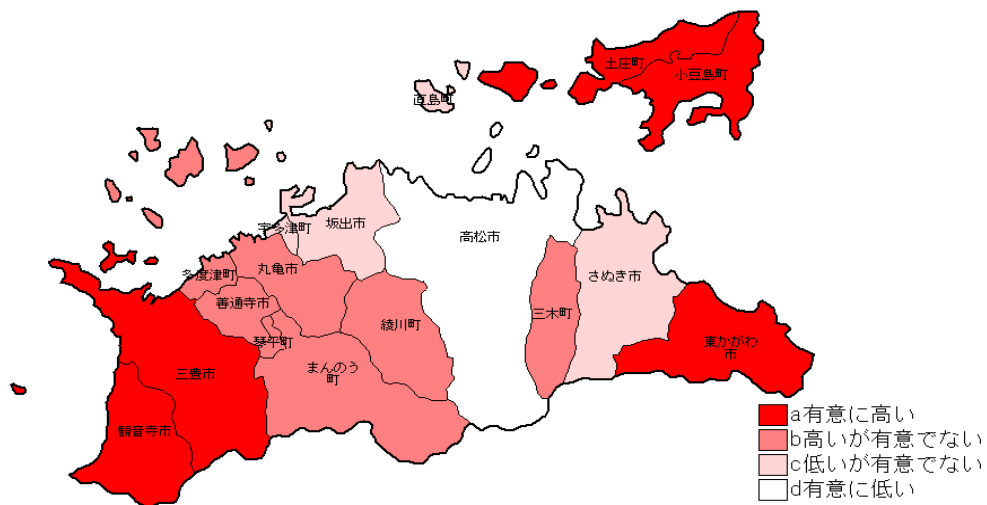 土庄町
小豆島町
直島町
宇多津町
坂出市
高松市
多度津町
丸亀市
さぬき市
善通寺市
綾川町
三木町
琴平町
東かがわ
市
まんのう
町
三豊市
観音寺市
a有意に高い
b高いが有意でない
c低いが有意でない
d有意に低い